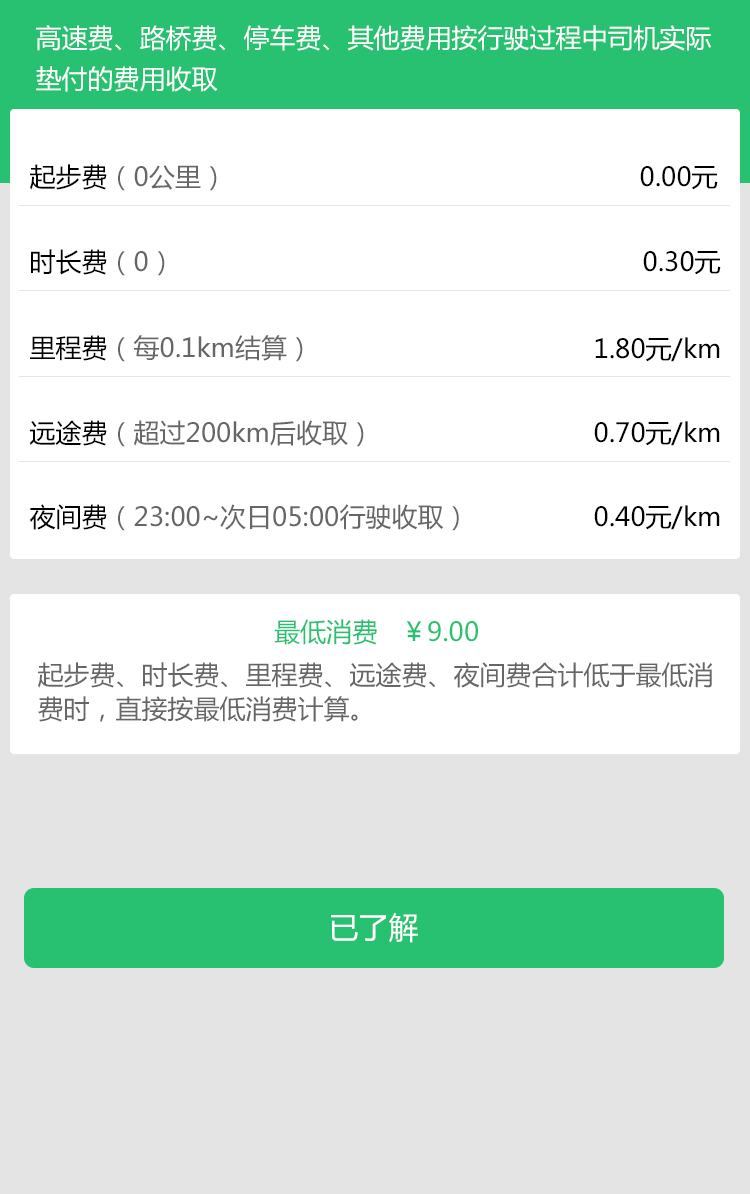 高速费、路桥费、停车费、其他费用按行驶过程中司机实际
垫付的费用收取
起步费（0公里） 0.00元
时长费（0） 0.30元
里程费（每0.1km结算） 1.80元/km
远途费（超过200km后收取） 0.70元/km
夜间费（23:00~次日05:00行驶收取） 0.40元/km
最低消费 ¥9.00
起步费、时长费、里程费、远途费、夜间费合计低于最低消
费时，直接按最低消费计算。
已了解